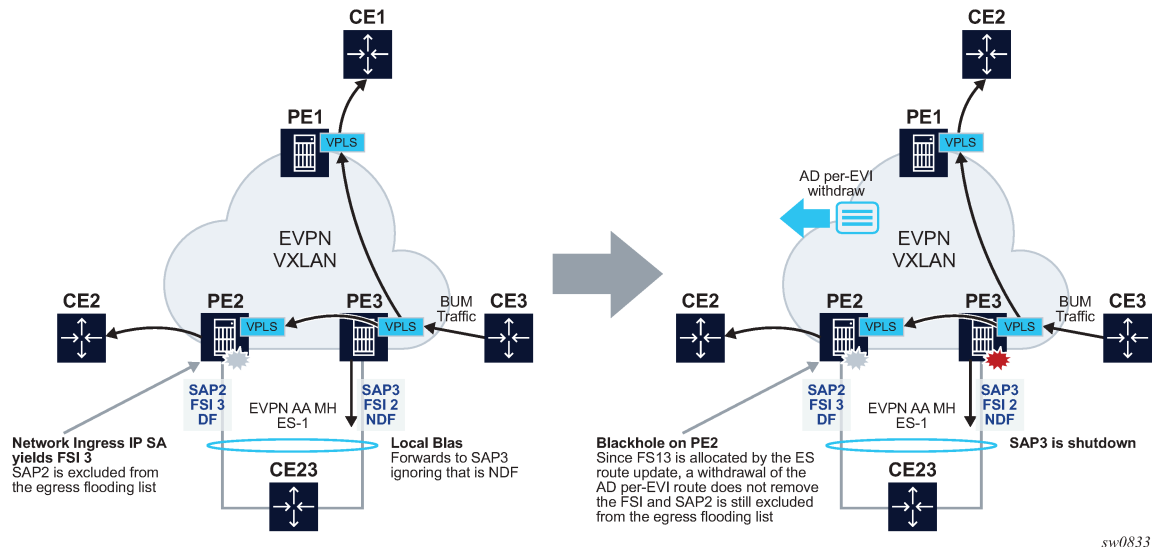 CE1
PE1
VPLS
EVPN
VXLAN
CE2
PE2
VPLS
PE3
VPLS
BUM
Traffic
CE3
SAP2
FSI 3
DF
EVPN AA MH
ES-1
SAP3
FSI 2
NDF
Network Ingress IP SA
yields FSI 3
SAP2 is excluded from
the egress flooding list
Local Blas
Forwards to SAP3
ignoring that is NDF
CE23
CE2
PE1
VPLS
AD per-EVI
withdraw
EVPN
VXLAN
CE2
PE2
VPLS
PE3
VPLS
BUM
Traffic
CE3
SAP2
FSI 3
DF
EVPN AA MH
ES-1
SAP3
FSI 2
NDF
Blackhole on PE2
Since FS13 is allocated by the ES
route update, a withdrawal of the
AD per-EVI route does not remove
the FSI and SAP2 is still excluded
from the egress flooding list
SAP3 is shutdown
CE23
sw0833